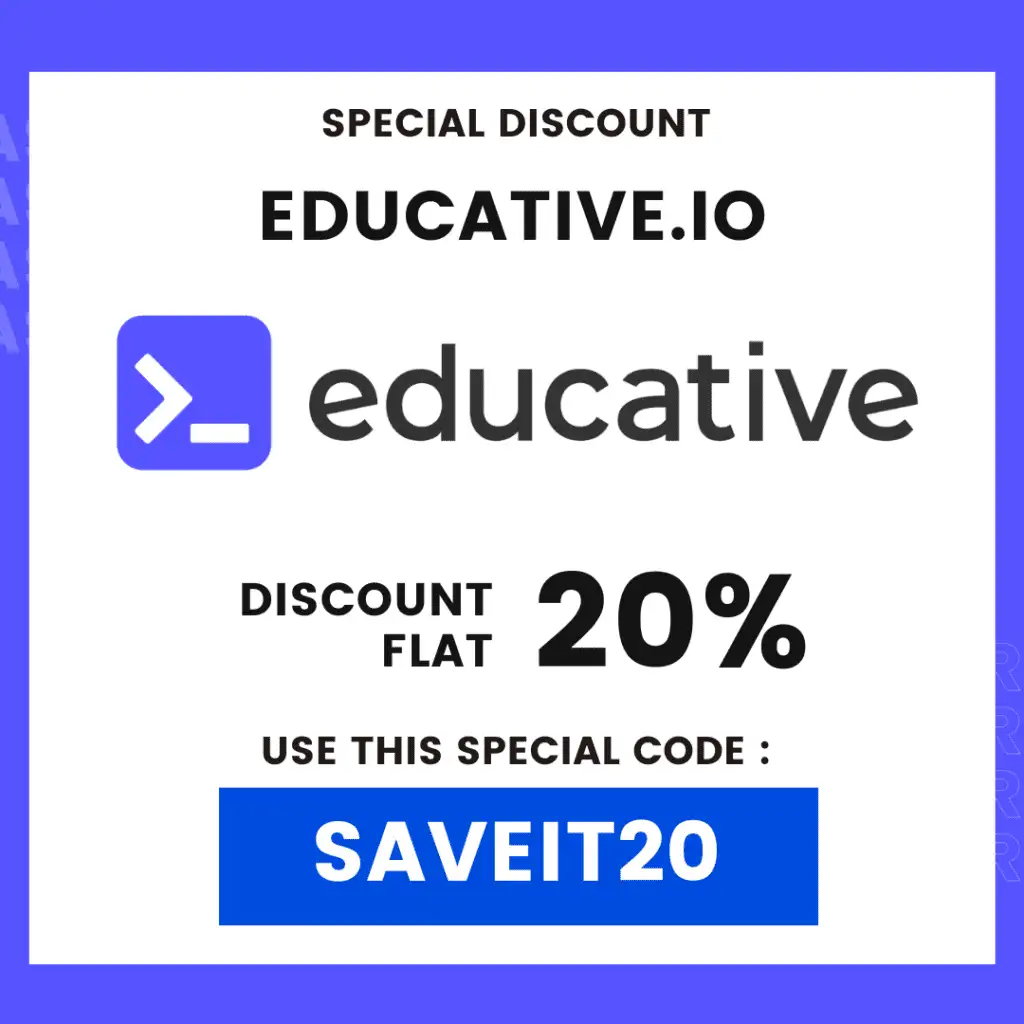 SPECIAL DISCOUNT
EDUCATIVE.IO
educative
DISCOUNT
FLAT 20%
USE THIS SPECIAL CODE :
SAVEIT20